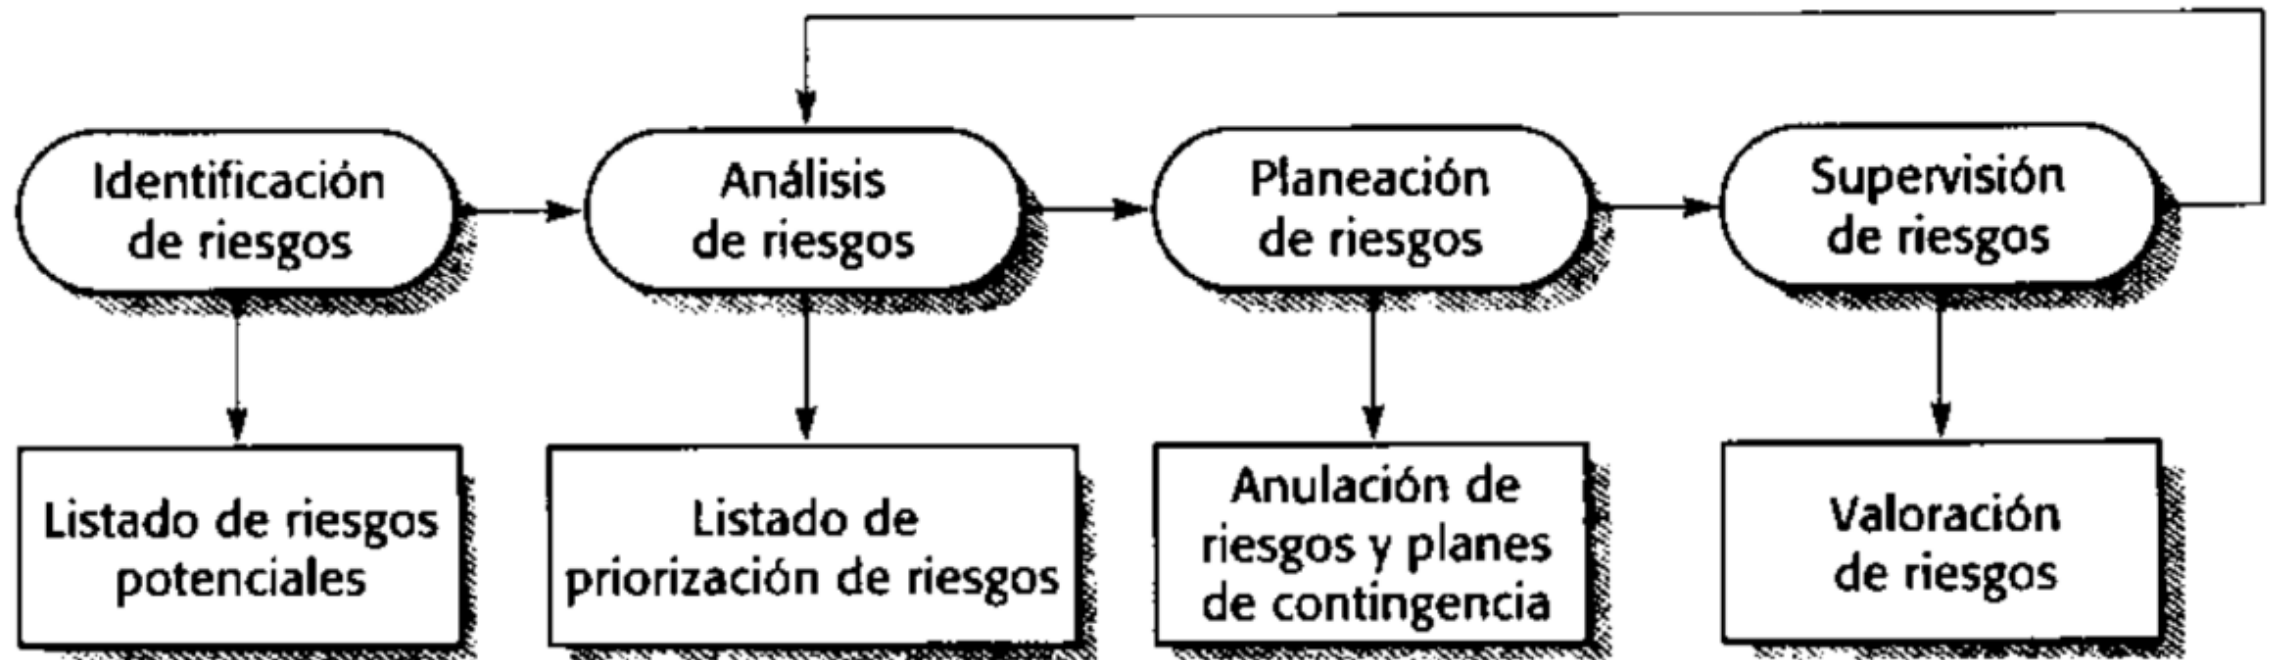 Identificación
de riesgos
Análisis
de riesgos
Planeación
de riesgos
Supervisión
de riesgos
Listado de riesgos
potenciales
Listado de
priorización de riesgos
Anulación de
riesgos y planes
de contingencia
Valoración
de riesgos